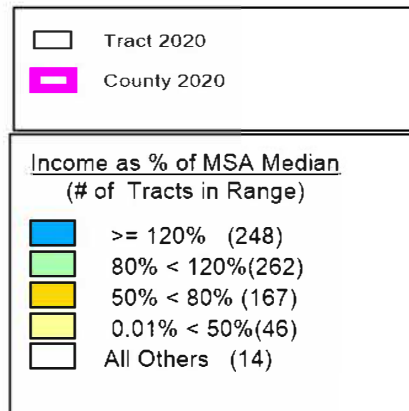 Tract 2020
County 2020
Income as % of MSA Median
(# of Tracts in Range)
>= 120% (248)
80% < 120%(262)
50% < 80% (167)
0.01% < 50%(46)
All Others (14)